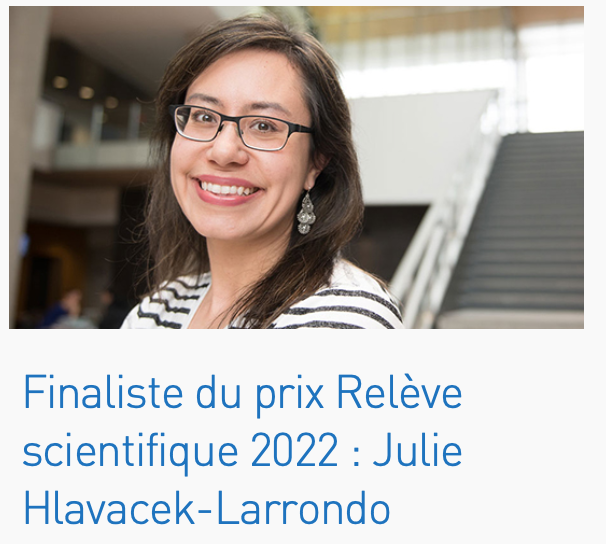 Finaliste du prix Relève
scientifique 2022 : Julie
Hlavacek-Larrondo